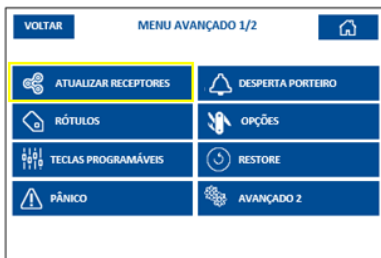 VOLTAR MENU AVANÇADO 1/2
ATUALIZAR RECEPTORES DESPERTA PORTEIRO
RÓTULOS OPÇÕES
TECLAS PROGRAMÁVEIS RESTORE
PÂNICO AVANÇADO 2